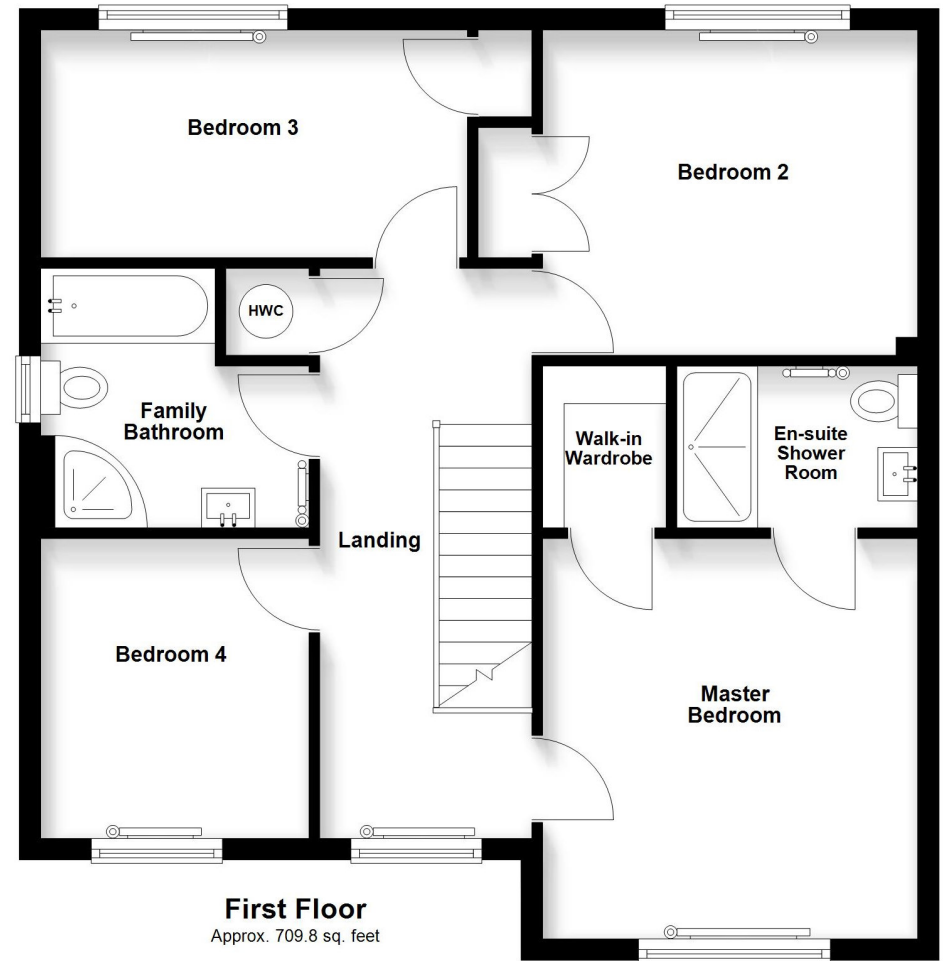 Bedroom 3
Bedroom 2
HWC
Family
Bathroom
Walk-in
Wardrobe
En-suite
Shower
Room
Landing
Bedroom 4
Master
Bedroom
First Floor
Approx. 709.8 sq. feet